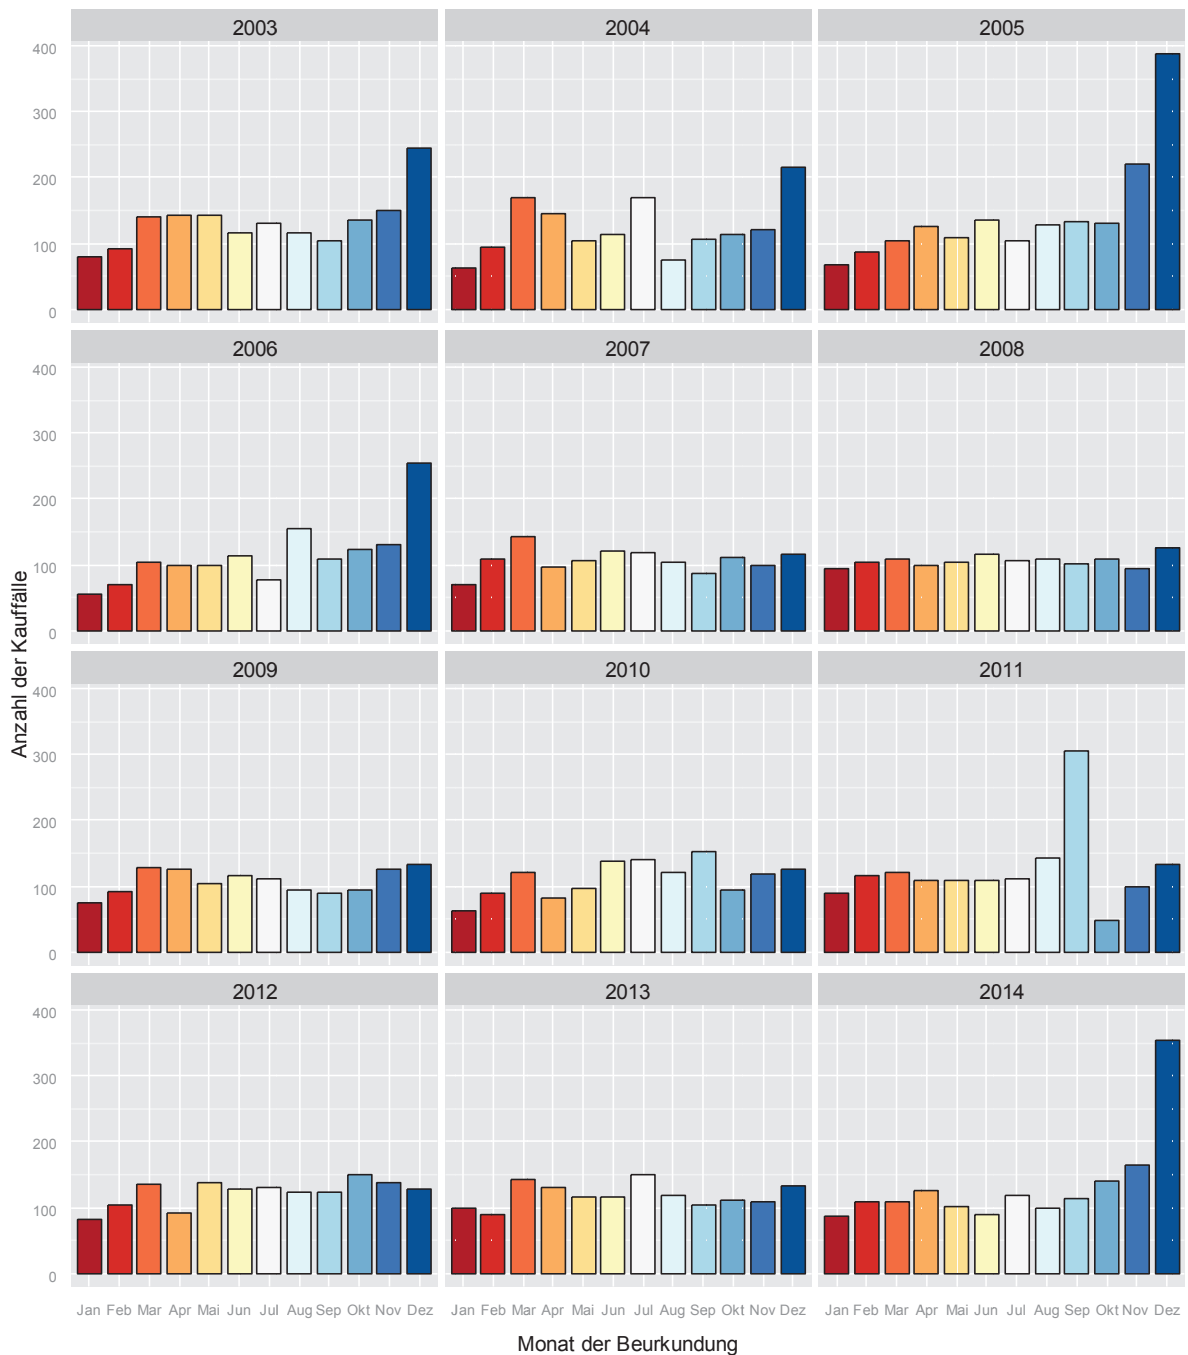 2003 2004 2005
400
300
200
100
0
2006 2007 2008
400
300
200
100
0
2009 2010 2011
400
300
200
100
0
2012 2013 2014
400
300
200
100
0
Anzahl der Kauffälle
Jan Feb Mar Apr Mai Jun Jul Aug Sep Okt Nov Dez Jan Feb Mar Apr Mai Jun Jul Aug Sep Okt Nov Dez Jan Feb Mar Apr Mai Jun Jul Aug Sep Okt Nov Dez
Monat der Beurkundung